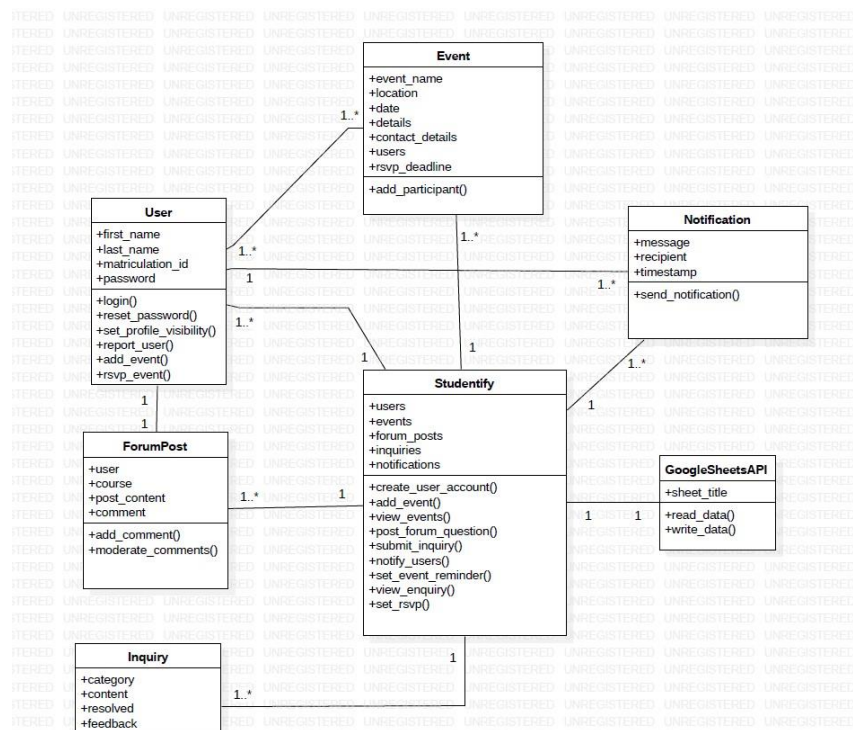 Event
+event_name
+location
+date
+details
+contact_details
+users
+rsvp_deadline
+add_participant()
1..*
1..*
User
+first_name
+last_name
+matriculation_id
+password
+login()
+reset_password()
+set_profile_visibility()
+report_user()
+add_event()
+rsvp_event()
1..*
1
Notification
+message
+recipient
+timestamp
+send_notification()
1
1..*
1..*
1
1..*
1
1
1
Studentify
+users
+events
+forum_posts
+inquiries
+notifications
+create_user_account()
+add_event()
+view_events()
+post_forum_question()
+submit_inquiry()
+notify_users()
+set_event_reminder()
+view_enquiry()
+set_rsvp()
ForumPost
+user
+course
+post_content
+comment
+add_comment()
+moderate_comments()
1..*
1
GoogleSheetsAPI
+sheet_title
+read_data()
+write_data()
1
1
Inquiry
+category
+content
+resolved
+feedback
1..*
1
UNREGISTERED